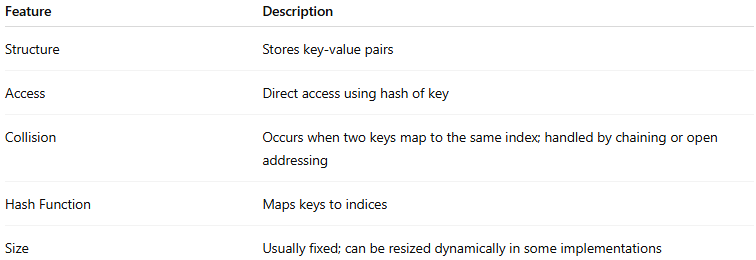 Feature Description
Structure Stores key-value pairs
Access Direct access using hash of key
Collision Occurs when two keys map to the same index; handled by chaining or open
addressing
Hash Function Maps keys to indices
Size Usually fixed; can be resized dynamically in some implementations